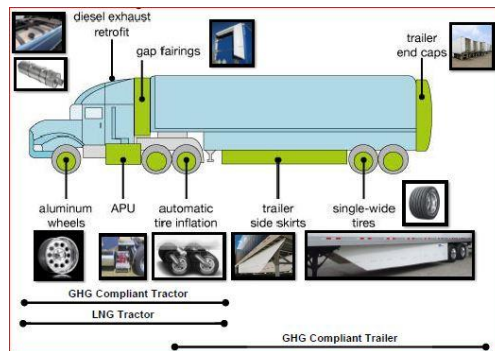 diesel exhaust
retrofit
gap fairings
trailer
end caps
aluminum
wheels
APU
automatic
tire inflation
trailer
side skirts
single-wide
tires
GHG Compliant Tractor
LNG Tractor
GHG Compliant Trailer